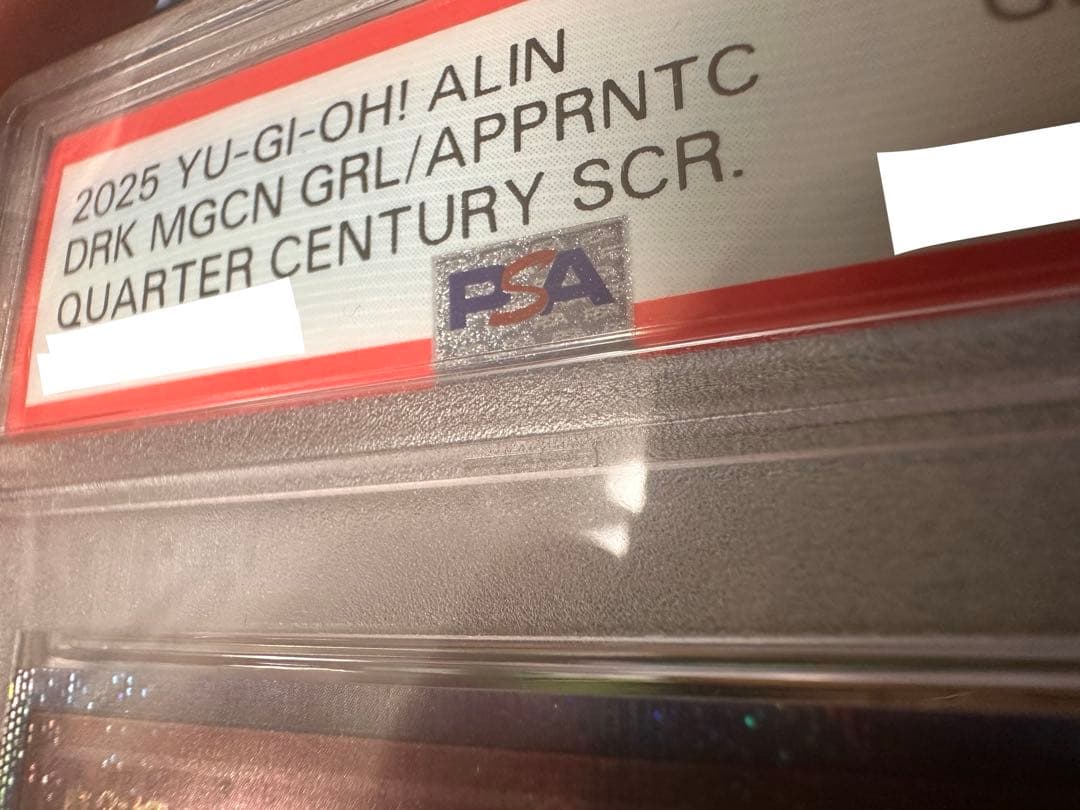 2025 YU-GI-OH! ALIN
DRK MGCN GRL/APPRNTC
QUARTER CENTURY SCR.
PSA